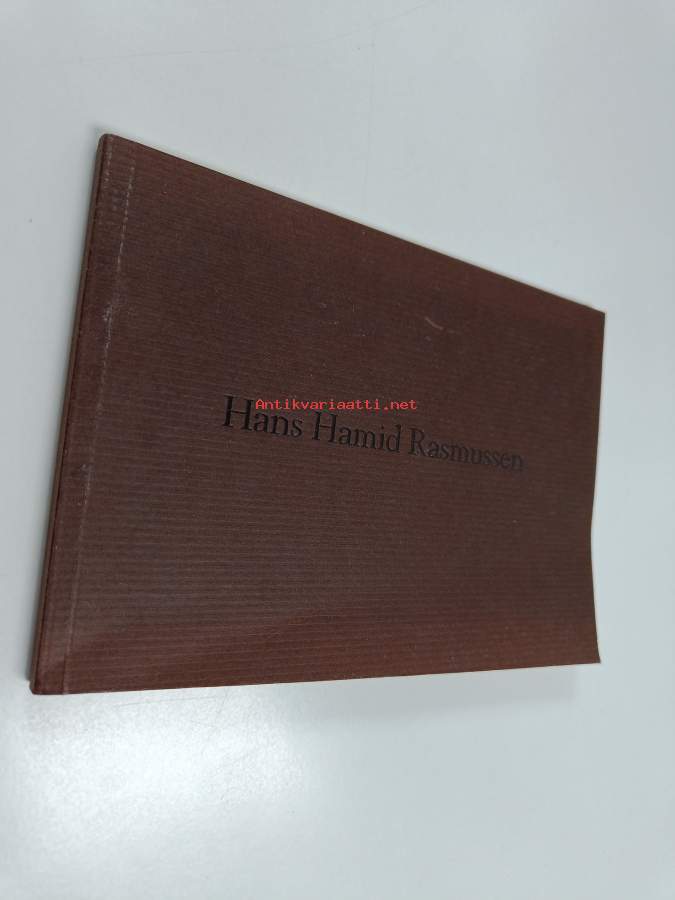 Antikvariaatti.net
Hans Hamid Rasmussen